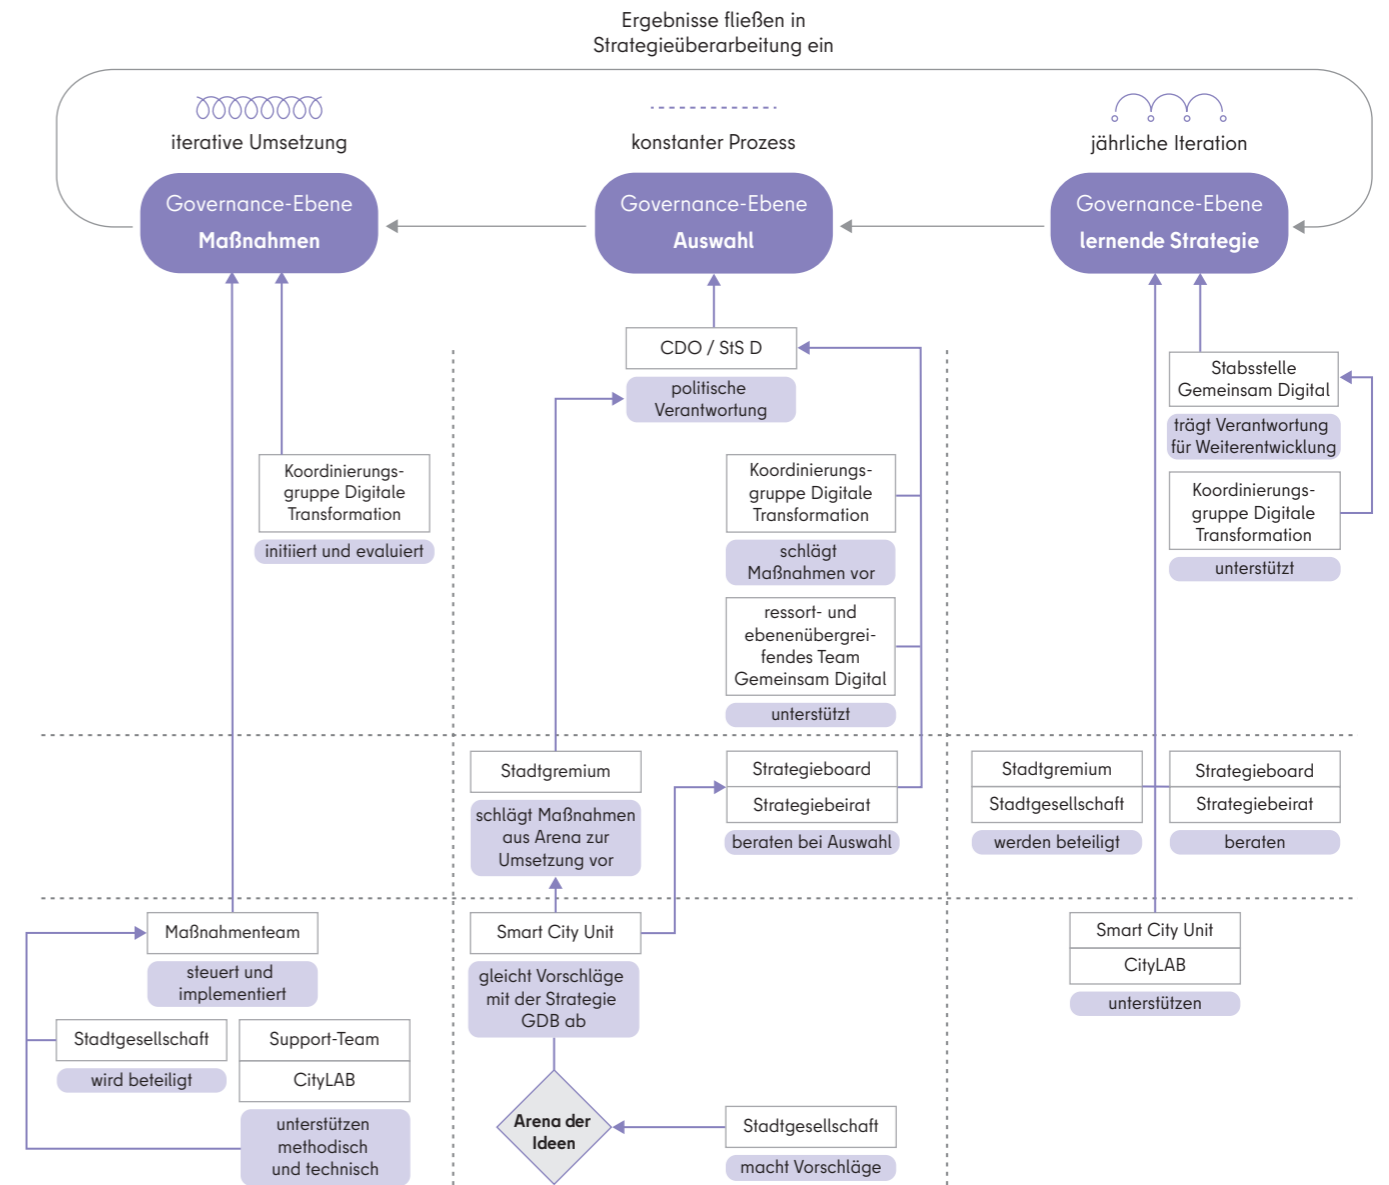 Ergebnisse fließen in
Strategieüberarbeitung ein
iterative Umsetzung
konstanter Prozess
jährliche Iteration
Governance-Ebene
Maßnahmen
Governance-Ebene
Auswahl
Governance-Ebene
lernende Strategie
Koordinierungs-
gruppe Digitale
Transformation
initiiert und evaluiert
Maßnahmenteam
steuert und
implementiert
Stadtgesellschaft
wird beteiligt
Support-Team
CityLAB
unterstützen
methodisch
und technisch
CDO / StS D
politische
Verantwortung
Koordinierungs-
gruppe Digitale
Transformation
schlägt
Maßnahmen vor
ressort- und
ebenenübergrei-
fendes Team
Gemeinsam Digital
unterstützt
Stadtgremium
schlägt Maßnahmen
aus Arena zur
Umsetzung vor
Strategieboard
Strategiebeirat
beraten bei Auswahl
Smart City Unit
gleicht Vorschläge
mit der Strategie
GDB ab
Arena der
Ideen
Stadtgesellschaft
macht Vorschläge
Stabsstelle
Gemeinsam Digital
trägt Verantwortung
für Weiterentwicklung
Koordinierungs-
gruppe Digitale
Transformation
unterstützt
Stadtgremium
Stadtgesellschaft
werden beteiligt
Strategieboard
Strategiebeirat
beraten
Smart City Unit
CityLAB
unterstützen